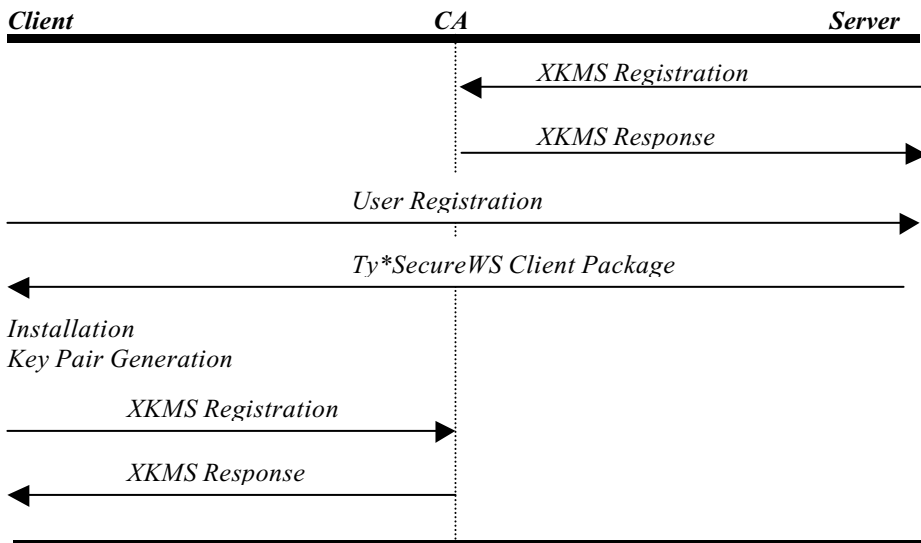 Client CA Server
XKMS Registration
XKMS Response
User Registration
Ty*SecureWS Client Package
Installation
Key Pair Generation
XKMS Registration
XKMS Response